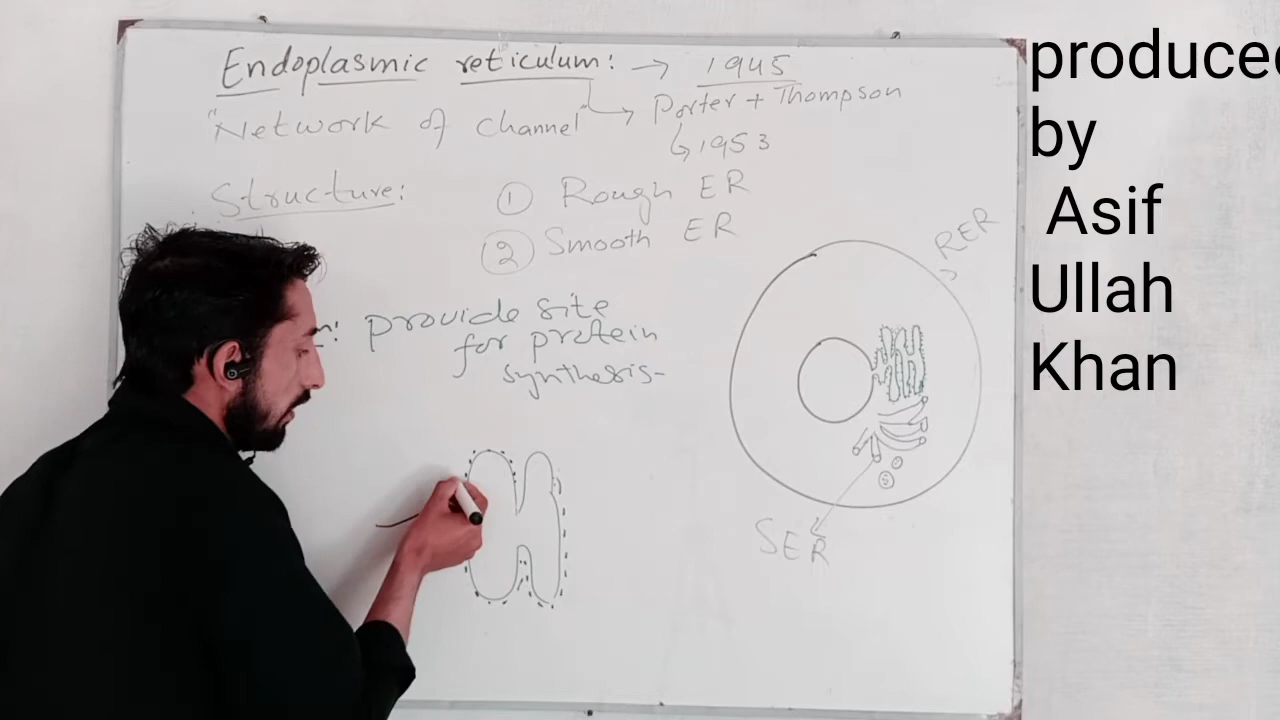 Endoplasmic reticulum: → 1945
"Network of channel" → Porter + Thompson
↳ 1953
Structure:
① Rough ER
② Smooth ER
n: provide site
for protein
synthesis-
RER
S
SER
produced
by
Asif
Ullah
Khan